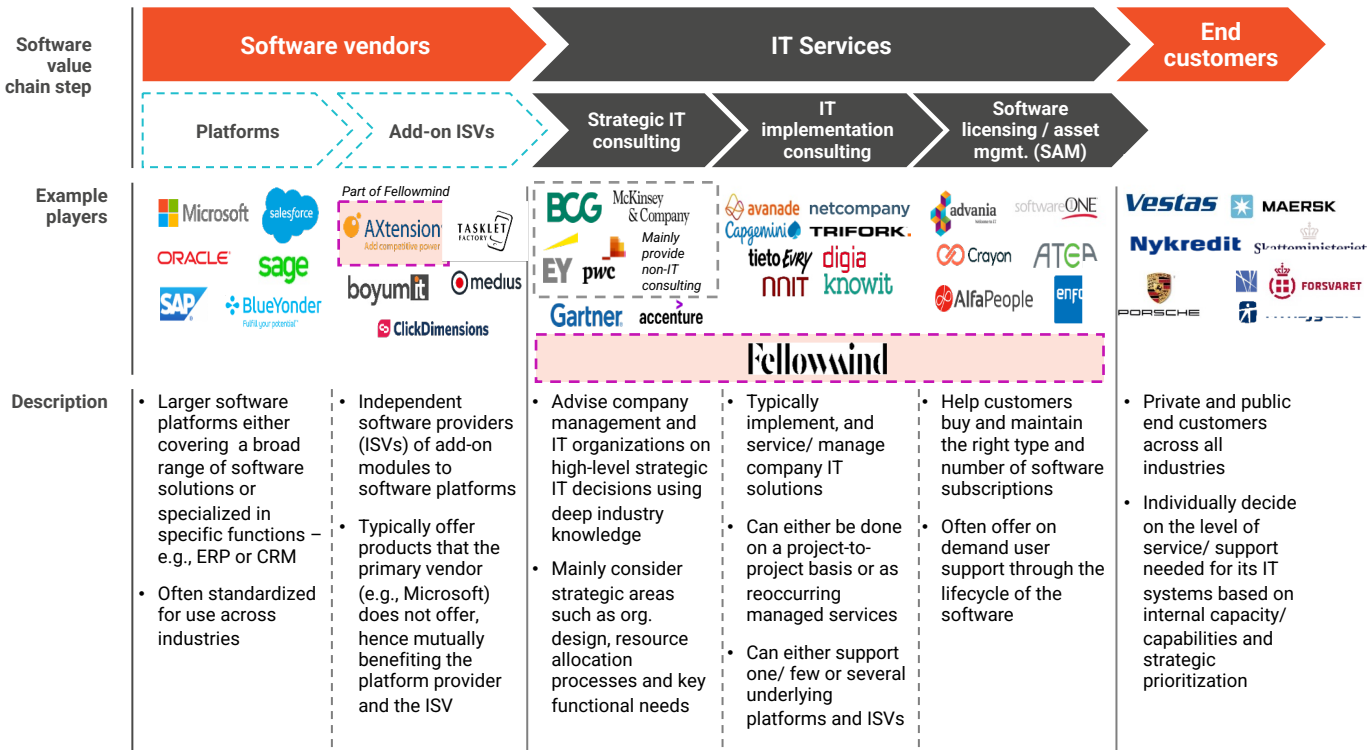 Software
value
chain step
Software vendors
IT Services
End
customers
Platforms
Add-on ISVs
Strategic IT
consulting
IT
implementation
consulting
Software
licensing / asset
mgmt. (SAM)
Example
players
Microsoft
salesforce
ORACLE
sage
SAP
BlueYonder
Fulfill your potential™
Part of Fellowmind
AXtension
Add competitive power
TASKLET
FACTORY
boyum it
medius
ClickDimensions
BCG
McKinsey
& Company
EY
pwc
Mainly
provide
non-IT
consulting
Gartner
accenture
avanade
netcompany
Capgemini
TRIFORK.
tieto Evry
digia
NNIT
knowit
advania
softwareONE
Crayon
ATEA
AlfaPeople
enfo
Fellowmind
Vestas
MAERSK
Nykredit
Skatteministeriet
PORSCHE
FORSVARET
Description
• Larger software
platforms either
covering a broad
range of software
solutions or
specialized in
specific functions –
e.g., ERP or CRM
• Often standardized
for use across
industries
• Independent
software providers
(ISVs) of add-on
modules to
software platforms
• Typically offer
products that the
primary vendor
(e.g., Microsoft)
does not offer,
hence mutually
benefiting the
platform provider
and the ISV
• Advise company
management and
IT organizations on
high-level strategic
IT decisions using
deep industry
knowledge
• Mainly consider
strategic areas
such as org.
design, resource
allocation
processes and key
functional needs
• Typically
implement, and
service/ manage
company IT
solutions
• Can either be done
on a project-to-
project basis or as
reoccurring
managed services
• Can either support
one/ few or several
underlying
platforms and ISVs
• Help customers
buy and maintain
the right type and
number of software
subscriptions
• Often offer on
demand user
support through the
lifecycle of the
software
• Private and public
end customers
across all
industries
• Individually decide
on the level of
service/ support
needed for its IT
systems based on
internal capacity/
capabilities and
strategic
prioritization